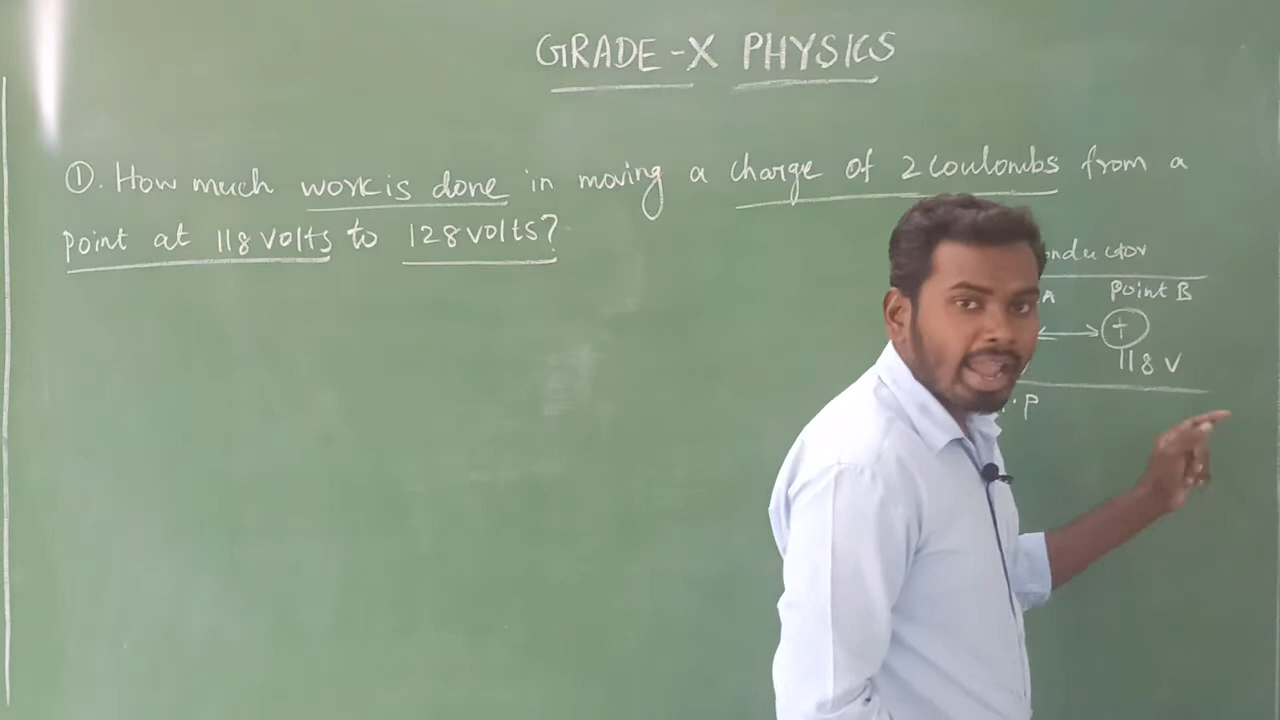 GRADE-X PHYSICS
①. How much work is done in moving a charge of 2 coulombs from a
point at 118 volts to 128 volts?
A Point B
+
118 V
P